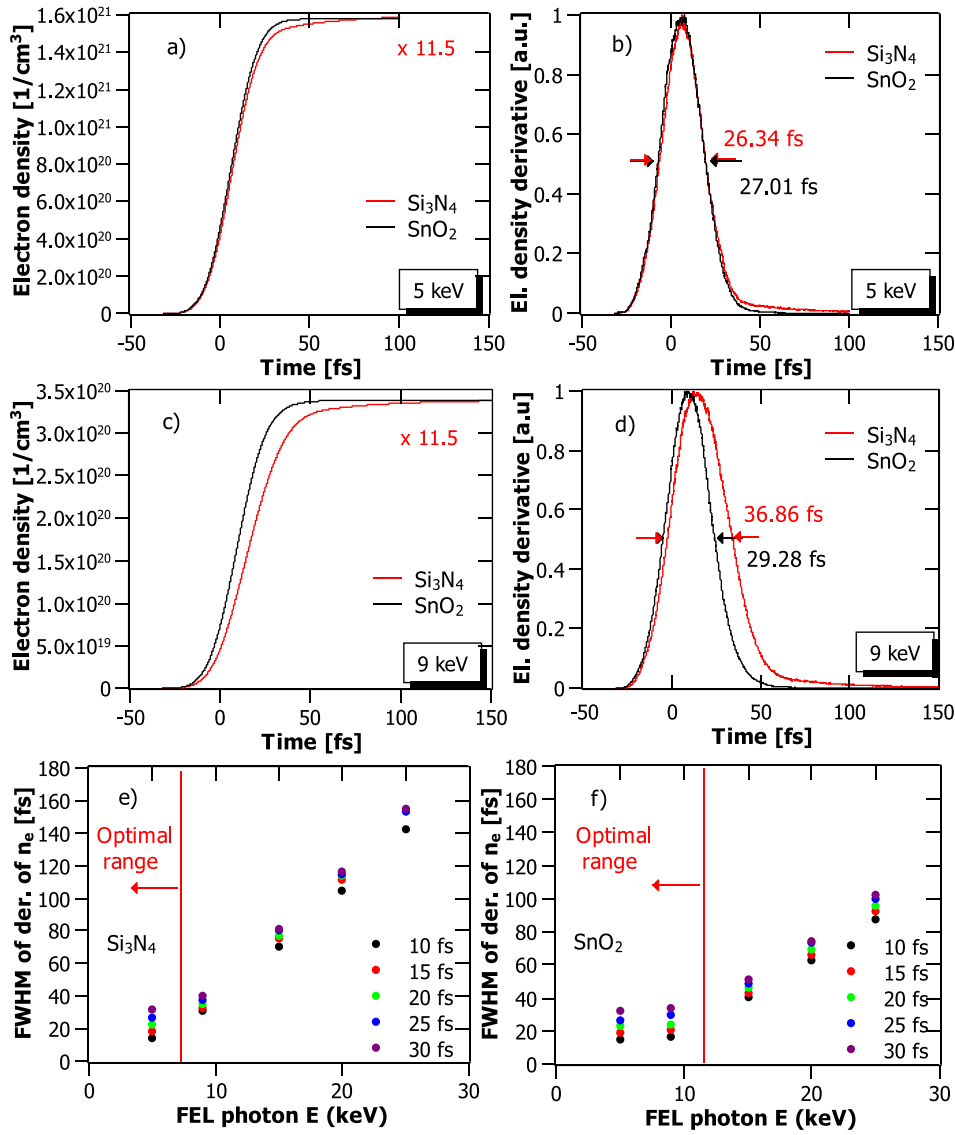 a)
x 11.5
Electron density [1/cm³]
1.6x10²¹
1.4x10²¹
1.2x10²¹
1.0x10²¹
8.0x10²⁰
6.0x10²⁰
4.0x10²⁰
2.0x10²⁰
0
Si₃N₄
SnO₂
5 keV
-50 0 50 100 150
Time [fs]
b)
El. density derivative [a.u.]
1
0.8
0.6
0.4
0.2
0
Si₃N₄
SnO₂
26.34 fs
27.01 fs
5 keV
-50 0 50 100 150
Time [fs]
c)
x 11.5
Electron density [1/cm³]
3.5x10²⁰
3.0x10²⁰
2.5x10²⁰
2.0x10²⁰
1.5x10²⁰
1.0x10²⁰
5.0x10¹⁹
0
Si₃N₄
SnO₂
9 keV
-50 0 50 100 150
Time [fs]
d)
El. density derivative [a.u]
1
0.8
0.6
0.4
0.2
0
Si₃N₄
SnO₂
36.86 fs
29.28 fs
9 keV
-50 0 50 100 150
Time [fs]
e)
FWHM of der. of nₑ [fs]
180
160
140
120
100
80
60
40
20
0
Optimal
range
Si₃N₄
10 fs
15 fs
20 fs
25 fs
30 fs
0 10 20 30
FEL photon E (keV)
f)
FWHM of der. of nₑ [fs]
180
160
140
120
100
80
60
40
20
0
Optimal
range
SnO₂
10 fs
15 fs
20 fs
25 fs
30 fs
0 10 20 30
FEL photon E (keV)